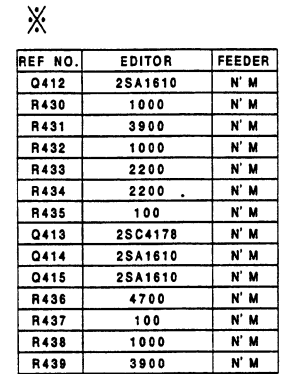 ※
REF NO. EDITOR FEEDER
Q412 2SA1610 N'M
R430 1000 N'M
R431 3900 N'M
R432 1000 N'M
R433 2200 N'M
R434 2200 N'M
R435 100 N'M
Q413 2SC4178 N'M
Q414 2SA1610 N'M
Q415 2SA1610 N'M
R436 4700 N'M
R437 100 N'M
R438 1000 N'M
R439 3900 N'M